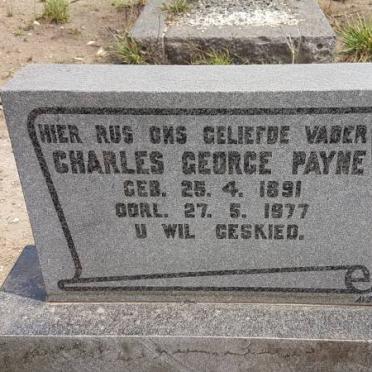 HIER RUS ONS GELIEFDE VADER
CHARLES GEORGE PAYNE
GEB. 25. 4. 1891
OORL. 27. 5. 1977
U WIL GESKIED.